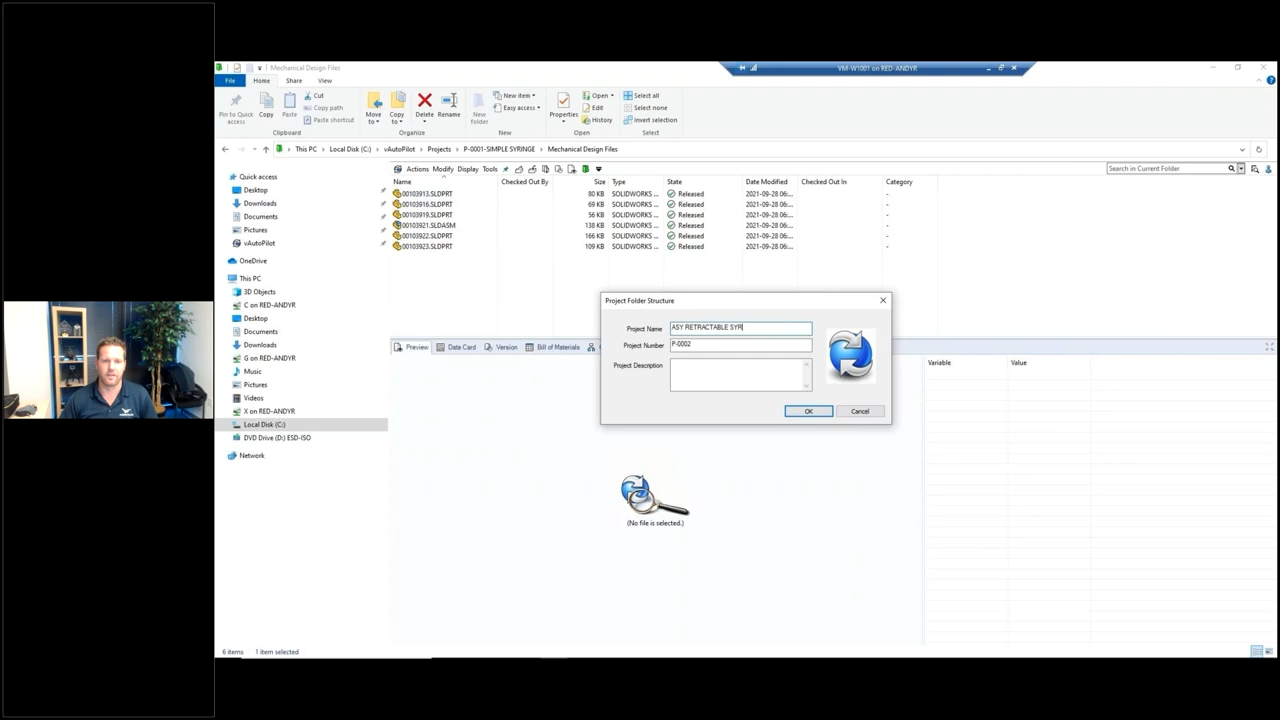 Mechanical Design Files
VM-W1001 on RED-ANDYR
File Home Share View
Pin to Quick access
Copy
Paste
Cut
Copy path
Paste shortcut
Clipboard
Move to
Copy to
Delete
Rename
Organize
New folder
New item
Easy access
New
Properties
Open
Edit
History
Open
Select all
Select none
Invert selection
Select
This PC Local Disk (C:) vAutoPilot Projects P-0001-SIMPLE SYRINGE Mechanical Design Files
Quick access
Desktop
Downloads
Documents
Pictures
vAutoPilot
OneDrive
This PC
3D Objects
C on RED-ANDYR
Desktop
Documents
Downloads
G on RED-ANDYR
Music
Pictures
Videos
X on RED-ANDYR
Local Disk (C:)
DVD Drive (D:) ESD-ISO
Network
Actions Modify Display Tools
Search in Current Folder
Name Checked Out By Size Type State Date Modified Checked Out In Category
00103913.SLDPRT 80 KB SOLIDWORKS ... Released 2021-09-28 06:... -
00103916.SLDPRT 69 KB SOLIDWORKS ... Released 2021-09-28 06:... -
00103919.SLDPRT 56 KB SOLIDWORKS ... Released 2021-09-28 06:... -
00103921.SLDASM 138 KB SOLIDWORKS ... Released 2021-09-28 06:... -
00103922.SLDPRT 166 KB SOLIDWORKS ... Released 2021-09-28 06:... -
00103923.SLDPRT 109 KB SOLIDWORKS ... Released 2021-09-28 06:... -
Project Folder Structure
Project Name ASY RETRACTABLE SYR
Project Number P-0002
Project Description
OK Cancel
Preview Data Card Version Bill of Materials
Variable Value
(No file is selected.)
6 items 1 item selected